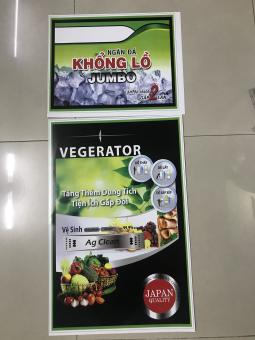 NGĂN ĐÁ
KHỔNG LỒ
JUMBO
2
VEGERATOR
Tăng Thêm Dung Tích
Tiện Ích Gấp Đôi
Vệ Sinh
Ag Clean
JAPAN
QUALITY